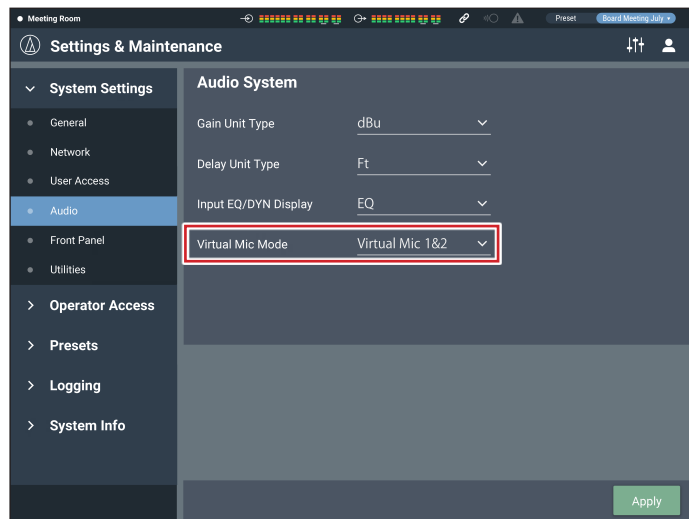 Meeting Room
Preset
Board Meeting July
Settings & Maintenance
System Settings
General
Network
User Access
Audio
Front Panel
Utilities
Operator Access
Presets
Logging
System Info
Audio System
Gain Unit Type dBu
Delay Unit Type Ft
Input EQ/DYN Display EQ
Virtual Mic Mode Virtual Mic 1&2
Apply